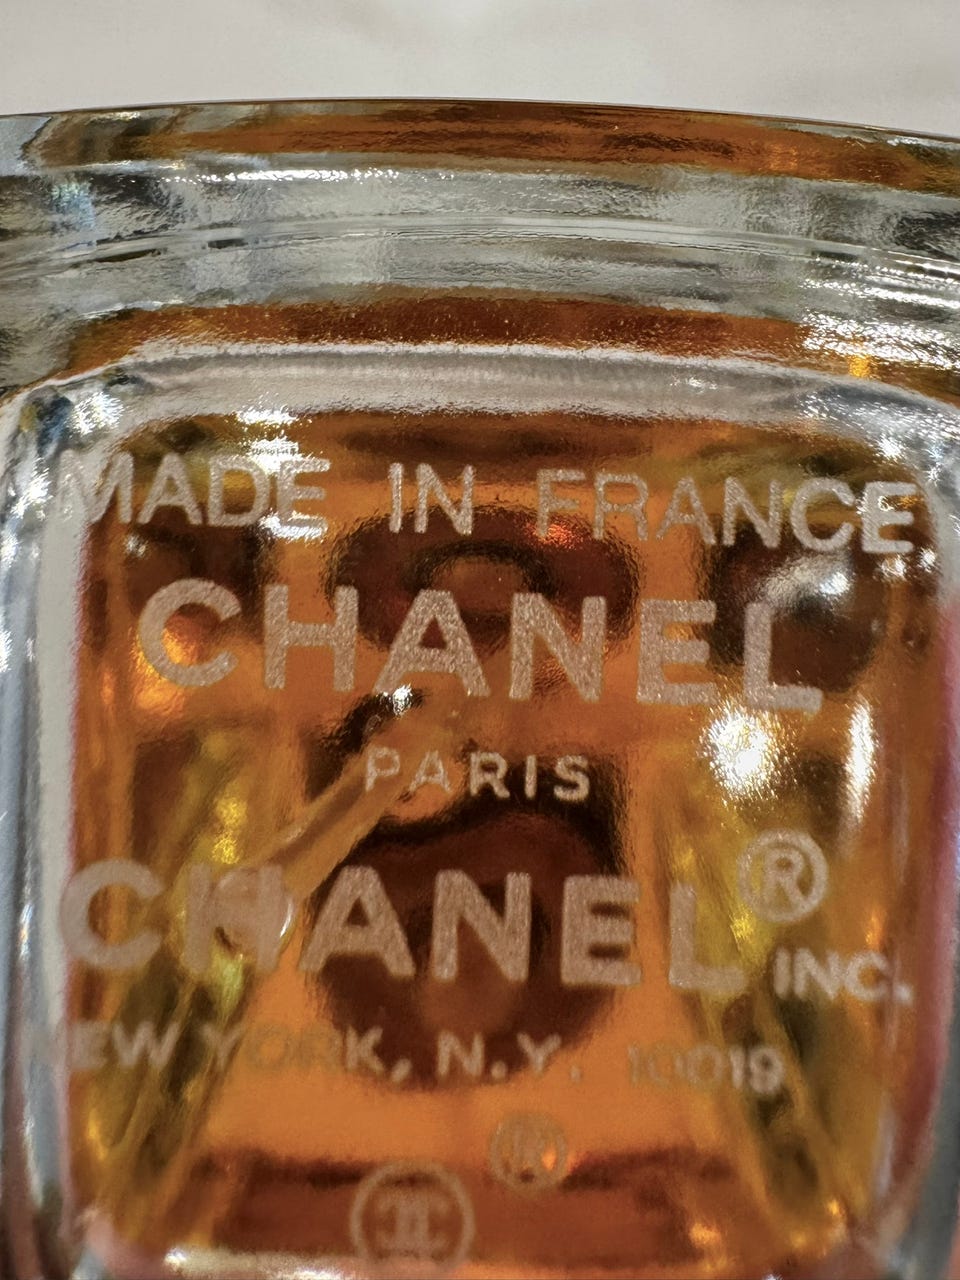 MADE IN FRANCE
CHANEL
PARIS
CHANEL®
INC.
EW YORK, N.Y. 10019
®